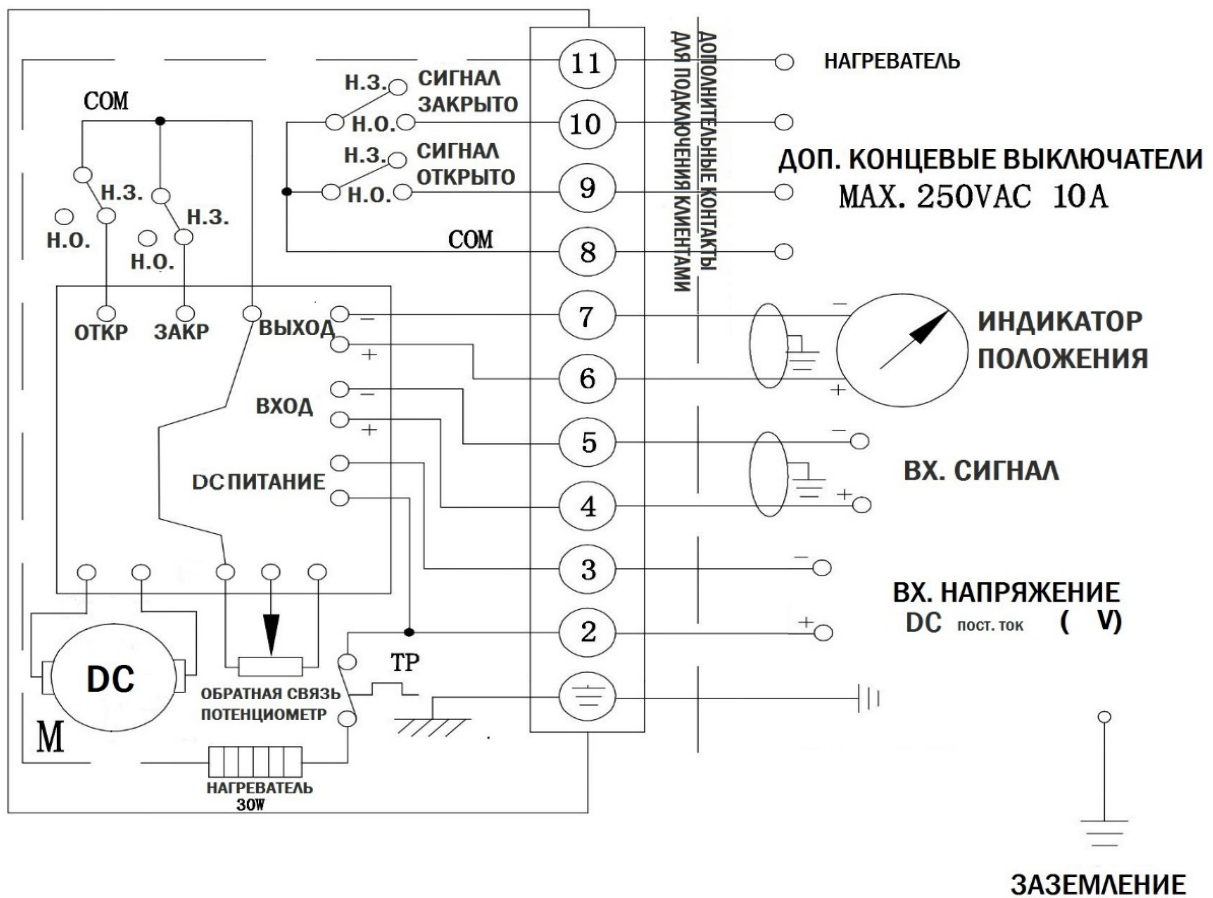 11
НАГРЕВАТЕЛЬ
ДОПОЛНИТЕЛЬНЫЕ КОНТАКТЫ
ДЛЯ ПОДКЛЮЧЕНИЯ КЛИЕНТАМИ
COM
Н.З.
СИГНАЛ
ЗАКРЫТО
Н.О.
10
Н.З.
СИГНАЛ
ОТКРЫТО
Н.О.
9
ДОП. КОНЦЕВЫЕ ВЫКЛЮЧАТЕЛИ
MAX. 250VAC 10A
Н.З.
Н.О.
Н.З.
Н.О.
COM
8
ОТКР
ЗАКР
ВЫХОД
−
+
7
6
−
+
ИНДИКАТОР
ПОЛОЖЕНИЯ
ВХОД
−
+
5
4
−
+
ВХ. СИГНАЛ
DC ПИТАНИЕ
3
2
−
+
ВХ. НАПРЯЖЕНИЕ
DC пост. ток ( V)
DC
M
ОБРАТНАЯ СВЯЗЬ
ПОТЕНЦИОМЕТР
TP
НАГРЕВАТЕЛЬ
30W
ЗАЗЕМЛЕНИЕ